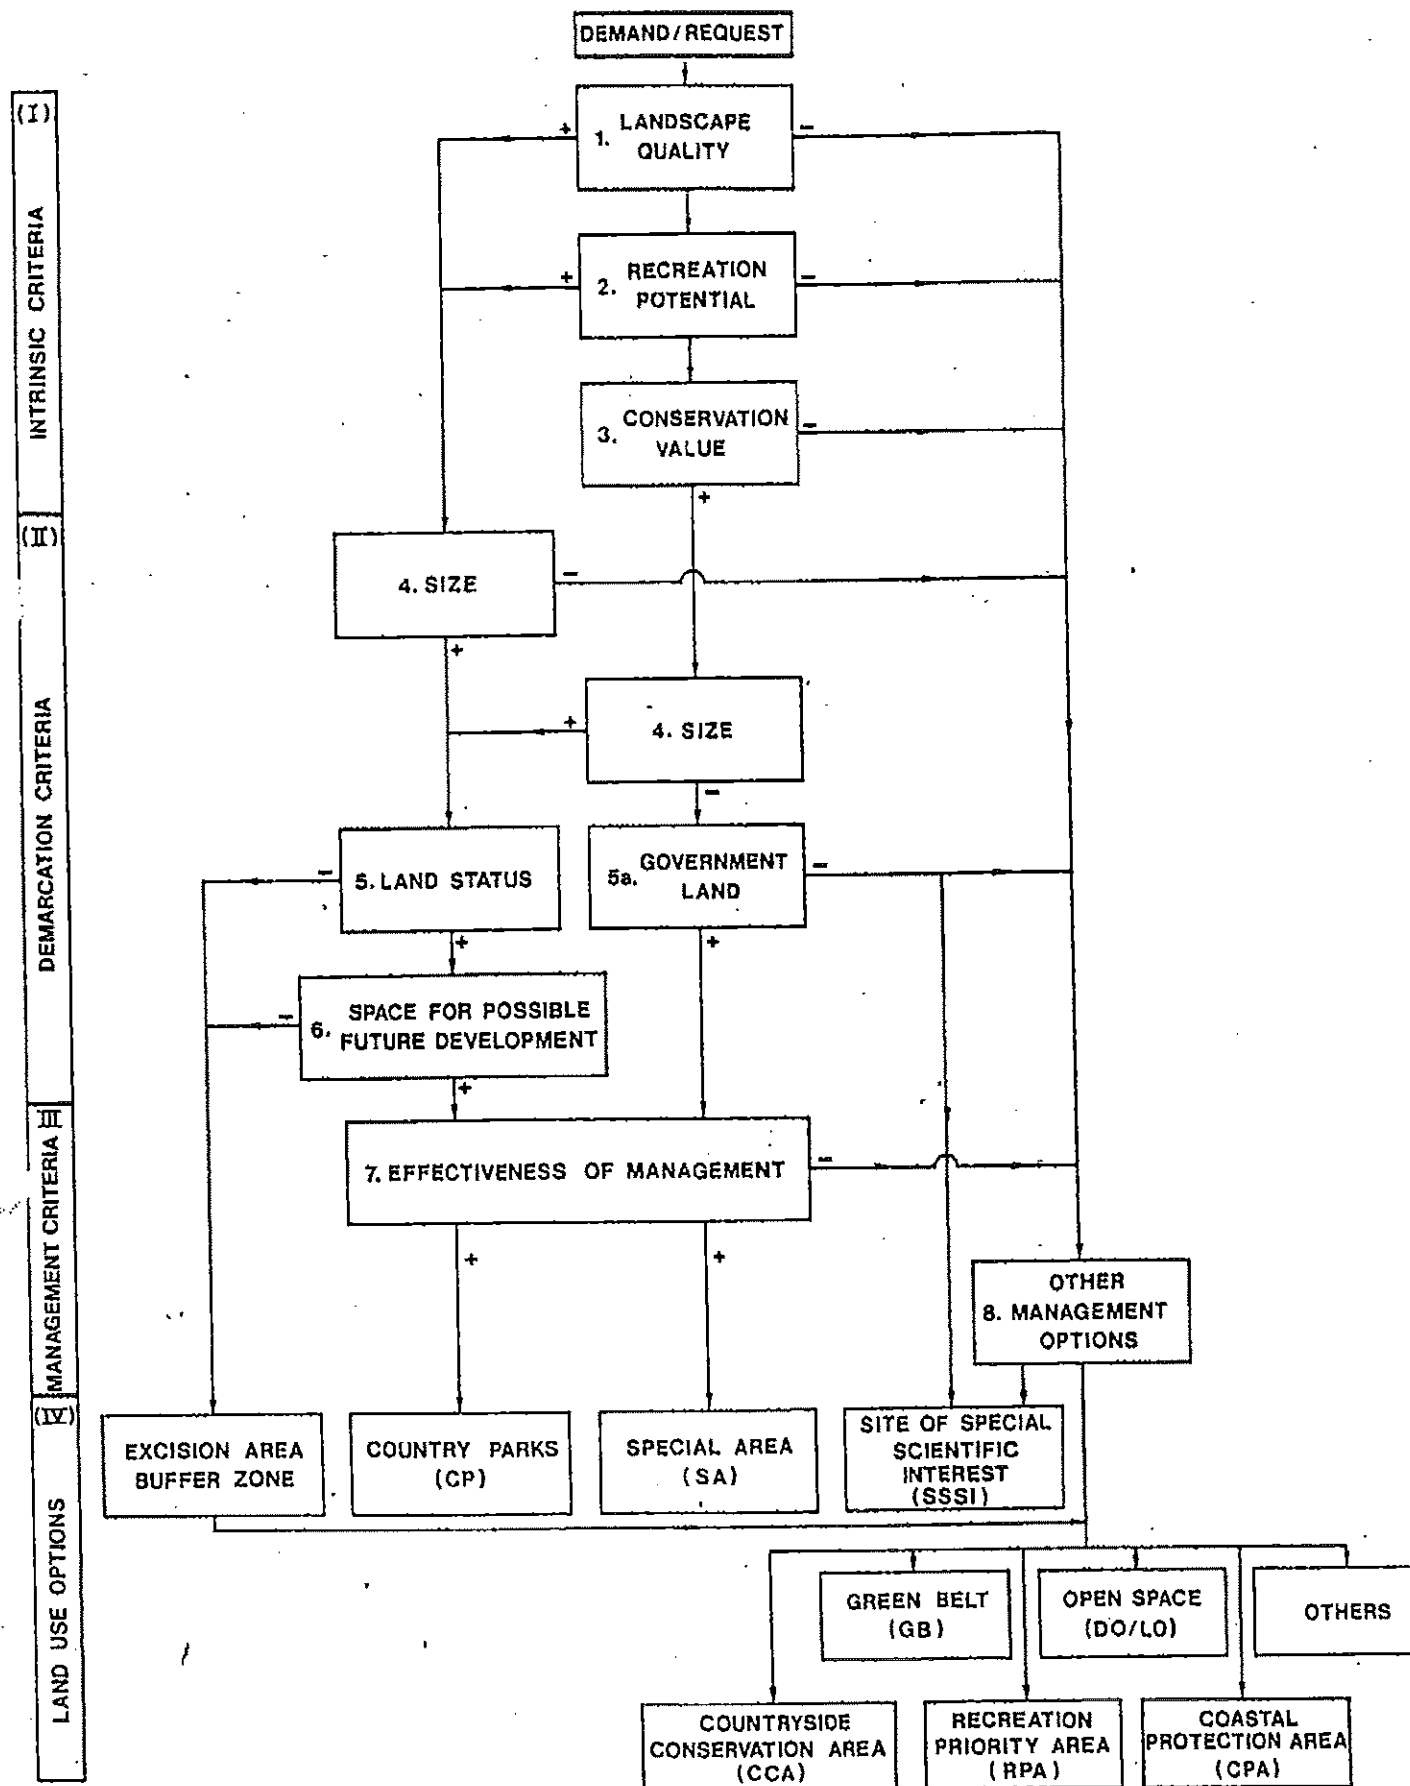 DEMAND/REQUEST
(I)
INTRINSIC CRITERIA
+
1. LANDSCAPE
QUALITY
-
+
2. RECREATION
POTENTIAL
-
3. CONSERVATION
VALUE
-
+
(II)
DEMARCATION CRITERIA
4. SIZE
-
+
+
4. SIZE
-
-
5. LAND STATUS
+
5a. GOVERNMENT
LAND
-
+
-
6. SPACE FOR POSSIBLE
FUTURE DEVELOPMENT
+
III
MANAGEMENT CRITERIA
7. EFFECTIVENESS OF MANAGEMENT
-
+
+
OTHER
8. MANAGEMENT
OPTIONS
(IV)
LAND USE OPTIONS
EXCISION AREA
BUFFER ZONE
COUNTRY PARKS
(CP)
SPECIAL AREA
(SA)
SITE OF SPECIAL
SCIENTIFIC
INTEREST
(SSSI)
GREEN BELT
(GB)
OPEN SPACE
(DO/LO)
OTHERS
COUNTRYSIDE
CONSERVATION AREA
(CCA)
RECREATION
PRIORITY AREA
(RPA)
COASTAL
PROTECTION AREA
(CPA)